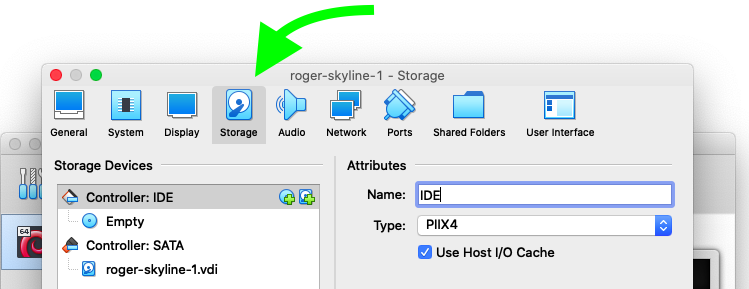 roger-skyline-1 - Storage
General System Display Storage Audio Network Ports Shared Folders User Interface
Storage Devices
Attributes
Controller: IDE
Name: IDE
Empty
Type: PIIX4
Controller: SATA
Use Host I/O Cache
roger-skyline-1.vdi
64